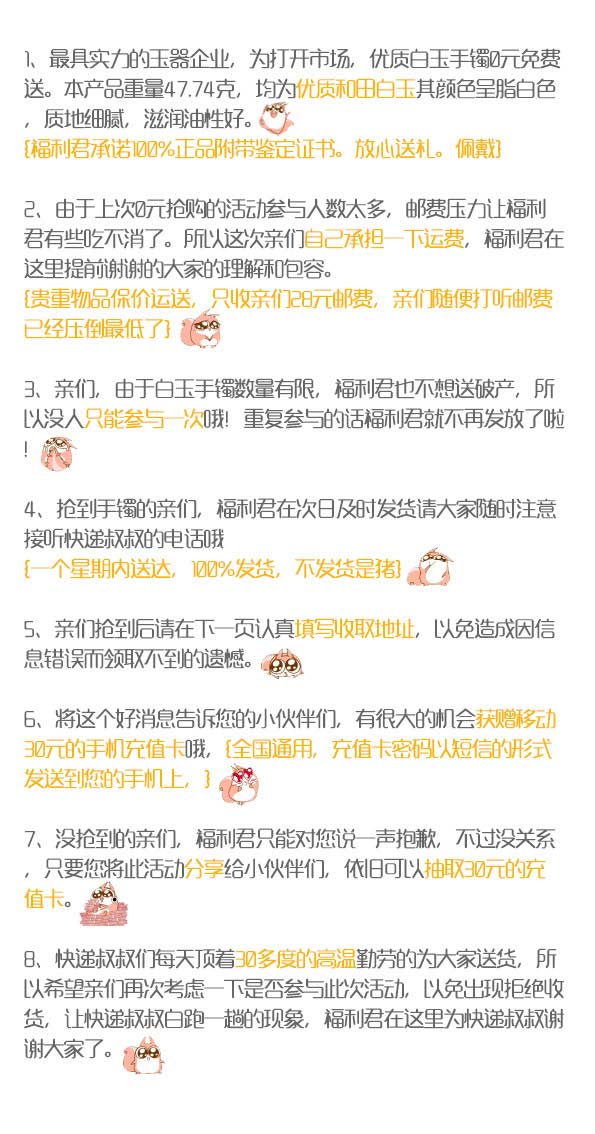 1、最具实力的玉器企业，为打开市场，优质白玉手镯0元免费
送。本产品重量47.74克，均为优质和田白玉其颜色呈脂白色
，质地细腻，滋润油性好。
{福利君承诺100%正品附带鉴定证书。放心送礼。佩戴}
2、由于上次0元抢购的活动参与人数太多，邮费压力让福利
君有些吃不消了。所以这次亲们自己承担一下运费，福利君在
这里提前谢谢的大家的理解和包容。
{贵重物品保价运送，只收亲们28元邮费，亲们随便打听邮费
已经压倒最低了}
3、亲们，由于白玉手镯数量有限，福利君也不想送破产，所
以没人只能参与一次哦！重复参与的话福利君就不再发放了啦
！
4、抢到手镯的亲们，福利君在次日及时发货请大家随时注意
接听快递叔叔的电话哦
{一个星期内送达，100%发货，不发货是猪}
5、亲们抢到后请在下一页认真填写收取地址，以免造成因信
息错误而领取不到的遗憾。
6、将这个好消息告诉您的小伙伴们，有很大的机会获赠移动
30元的手机充值卡哦，{全国通用，充值卡密码以短信的形式
发送到您的手机上，}
7、没抢到的亲们，福利君只能对您说一声抱歉，不过没关系
，只要您将此活动分享给小伙伴们，依旧可以抽取30元的充
值卡。
8、快递叔叔们每天顶着30多度的高温勤劳的为大家送货，所
以希望亲们再次考虑一下是否参与此次活动，以免出现拒绝收
货，让快递叔叔白跑一趟的现象，福利君在这里为快递叔叔谢
谢大家了。